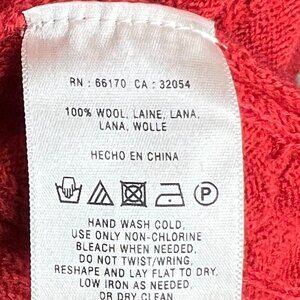 RN : 66170 CA : 32054
100% WOOL, LAINE, LANA,
LANA, WOLLE
HECHO EN CHINA
P
HAND WASH COLD,
USE ONLY NON-CHLORINE
BLEACH WHEN NEEDED,
DO NOT TWIST/WRING,
RESHAPE AND LAY FLAT TO DRY,
LOW IRON AS NEEDED,
OR DRY CLEAN